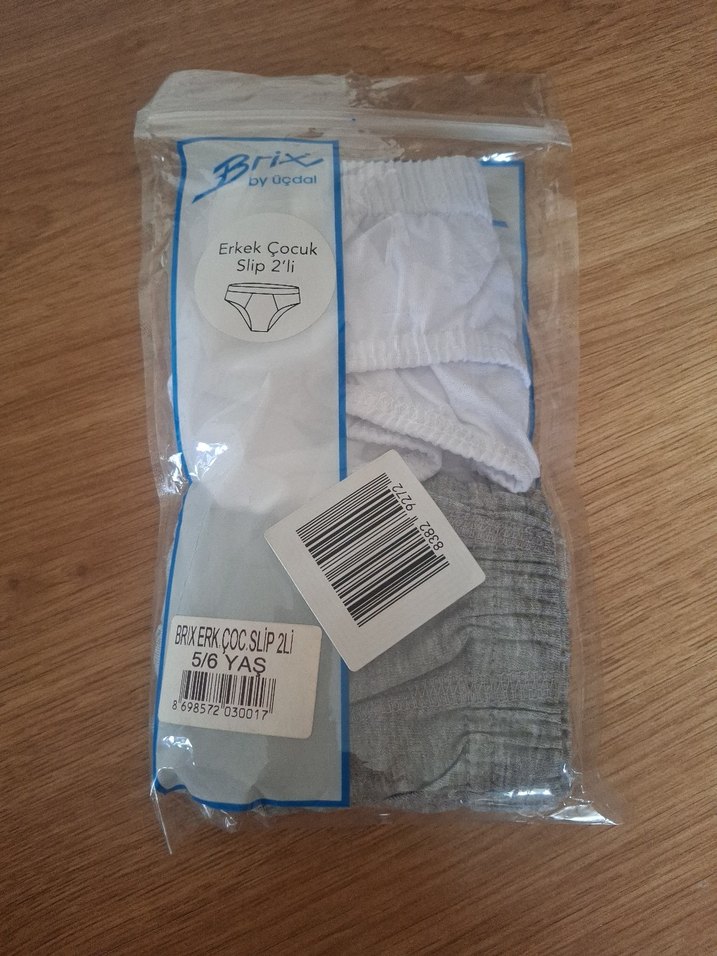 Brix
by üçdal
Erkek Çocuk
Slip 2'li
8382 9272
BRIX ERK.ÇOC.SLİP 2Lİ
5/6 YAŞ
8 698572 030017